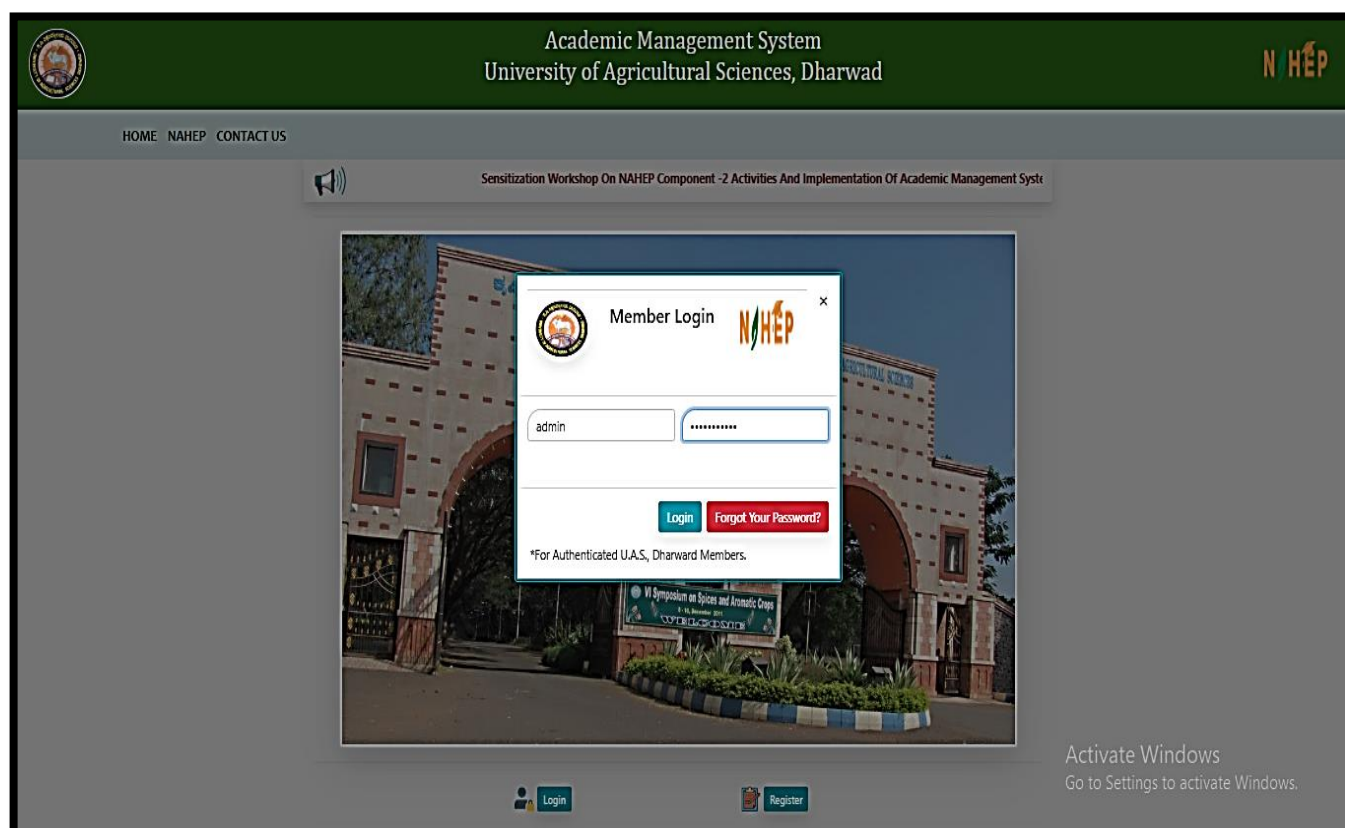 Academic Management System
University of Agricultural Sciences, Dharwad
NAHEP
HOME NAHEP CONTACT US
Sensitization Workshop On NAHEP Component -2 Activities And Implementation Of Academic Management Syste
Member Login
NAHEP
×
admin
Login
Forgot Your Password?
*For Authenticated U.A.S., Dharward Members.
AGRICULTURAL SCIENCES
VI Symposium on Spices and Aromatic Crops
WELCOME
Activate Windows
Go to Settings to activate Windows.
Login
Register